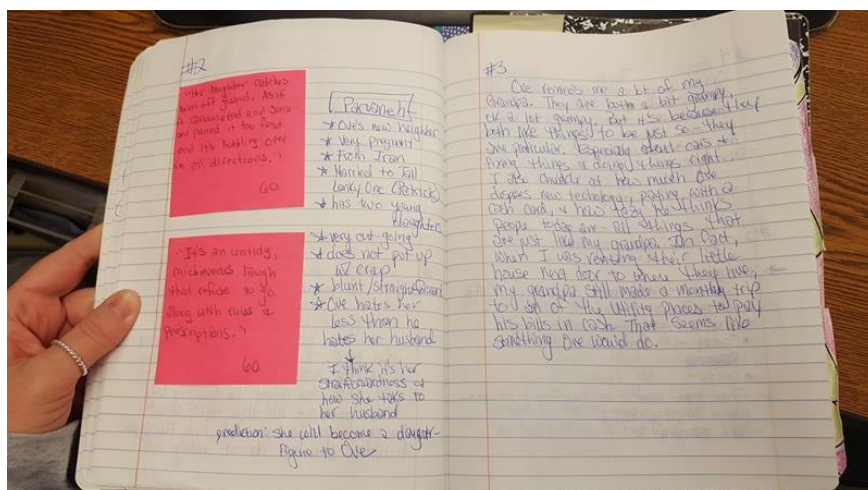 #2
"Her laughter catches
him off guard. As if
it carbonated and some-
one poured it too fast
and it's bubbling over
in all directions."
60
"It's an untidy,
mischievous laugh
that refuses to go
along with rules &
prescriptions."
60
Parvaneh
* Ove's new neighbor
* Very pregnant
* From Iran
* Married to Tall
Lanky One (Patrick)
* has two young
daughters
* very out going
* does not put up
w/ crap
* blunt/straightforward
* Ove hates her
less than he
hates her husband
↓
I think it's her
straitforwardness &
how she talks to
her husband
prediction: she will become a daughter-
figure to Ove
#3
Ove reminds me a lot of my
Grandpa. They are both a bit grumpy,
ok a lot grumpy. But it's because they
both like things to be just so - they
are particular. Especially about cars &
fixing things & doing things right.
I also chuckle at how much Ove
despises new technology, paying with a
cash card, & how lazy he thinks
people today are - all things that
are just like my grandpa. In fact,
when I was renting their little
house next door to where they live,
my grandpa still made a monthly trip
to all of the utility places to pay
his bills in cash. That seems like
something Ove would do.